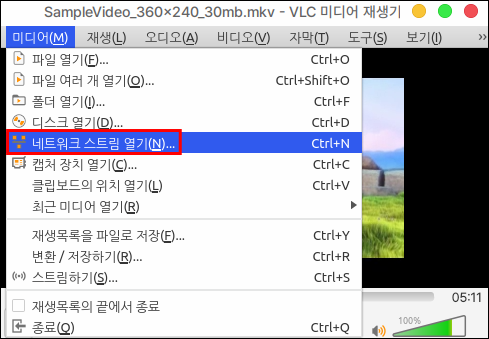 SampleVideo_360×240_30mb.mkv - VLC 미디어 재생기
미디어(M) 재생(L) 오디오(A) 비디오(V) 자막(T) 도구(S) 보기(I) »
파일 열기(F)... Ctrl+O
파일 여러 개 열기(O)... Ctrl+Shift+O
폴더 열기(I)... Ctrl+F
디스크 열기(D)... Ctrl+D
네트워크 스트림 열기(N)... Ctrl+N
캡처 장치 열기(C)... Ctrl+C
클립보드의 위치 열기(L) Ctrl+V
최근 미디어 열기(R)
재생목록을 파일로 저장(F)... Ctrl+Y
변환 / 저장하기(R)... Ctrl+R
스트림하기(S)... Ctrl+S
재생목록의 끝에서 종료
05:11
종료(Q) Ctrl+Q
100%